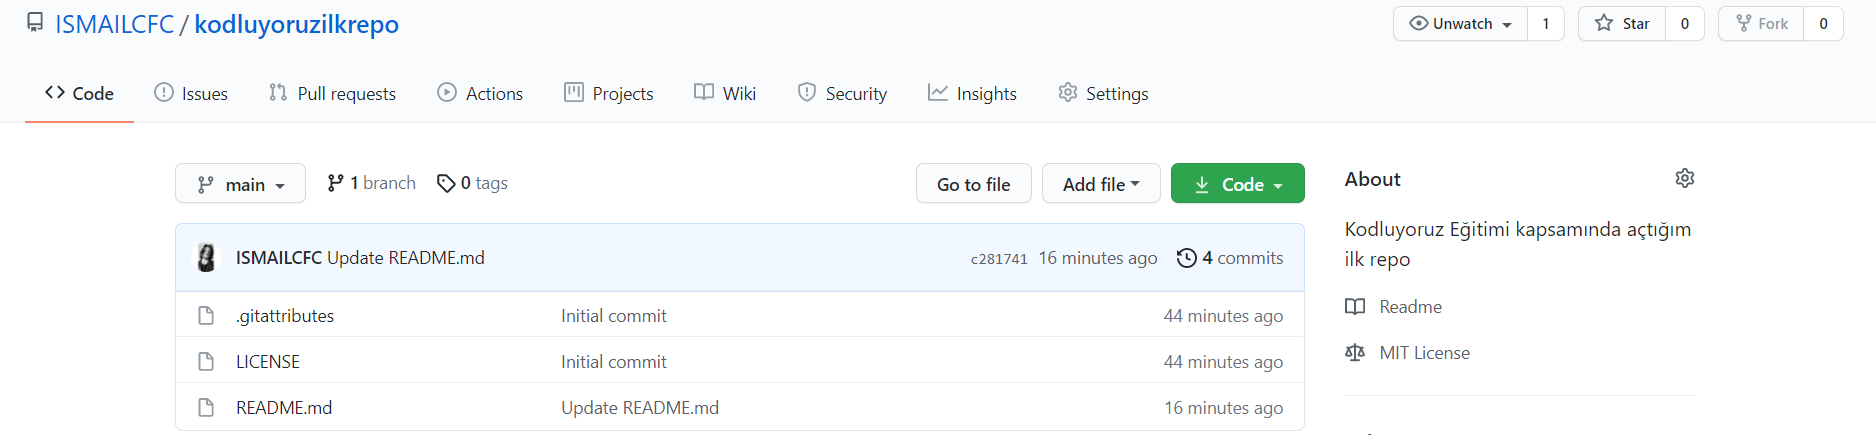 ISMAILCFC / kodluyoruzilkrepo
Unwatch 1 Star 0 Fork 0
Code Issues Pull requests Actions Projects Wiki Security Insights Settings
main 1 branch 0 tags Go to file Add file Code
ISMAILCFC Update README.md c281741 16 minutes ago 4 commits
.gitattributes Initial commit 44 minutes ago
LICENSE Initial commit 44 minutes ago
README.md Update README.md 16 minutes ago
About
Kodluyoruz Eğitimi kapsamında açtığım
ilk repo
Readme
MIT License